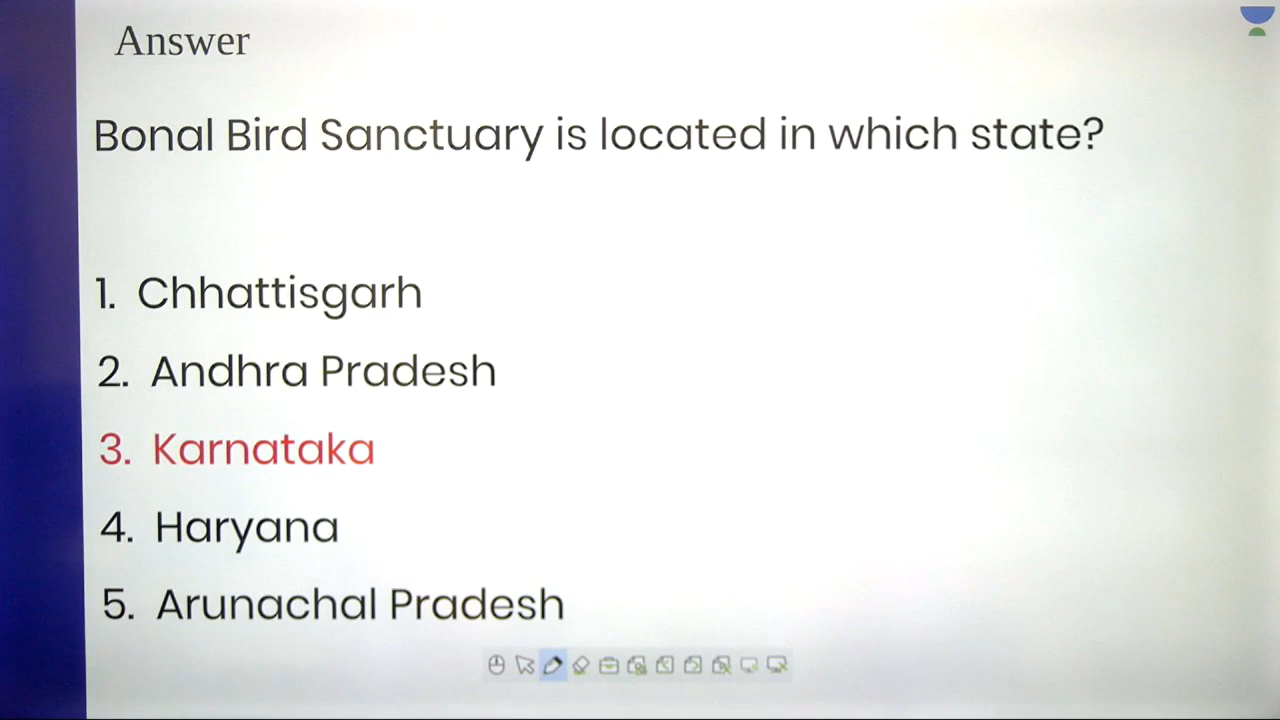 Answer
Bonal Bird Sanctuary is located in which state?
1. Chhattisgarh
2. Andhra Pradesh
3. Karnataka
4. Haryana
5. Arunachal Pradesh